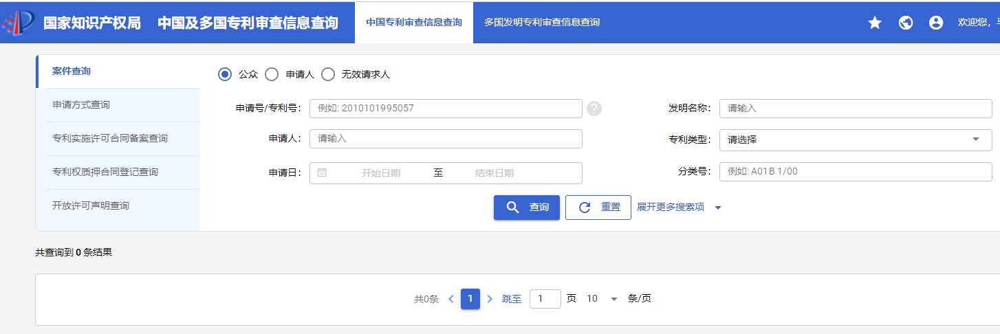 国家知识产权局 中国及多国专利审查信息查询 中国专利审查信息查询 多国发明专利审查信息查询 欢迎您,
案件查询
申请方式查询
专利实施许可合同备案查询
专利权质押合同登记查询
开放许可声明查询
公众 申请人 无效请求人
申请号/专利号: 例如: 2010101995057 ? 发明名称: 请输入
申请人: 请输入 专利类型: 请选择
申请日: 开始日期 至 结束日期 分类号: 例如: A01B 1/00
查询 重置 展开更多搜索项
共查询到 0 条结果
共0条 1 跳至 1 页 10 条/页